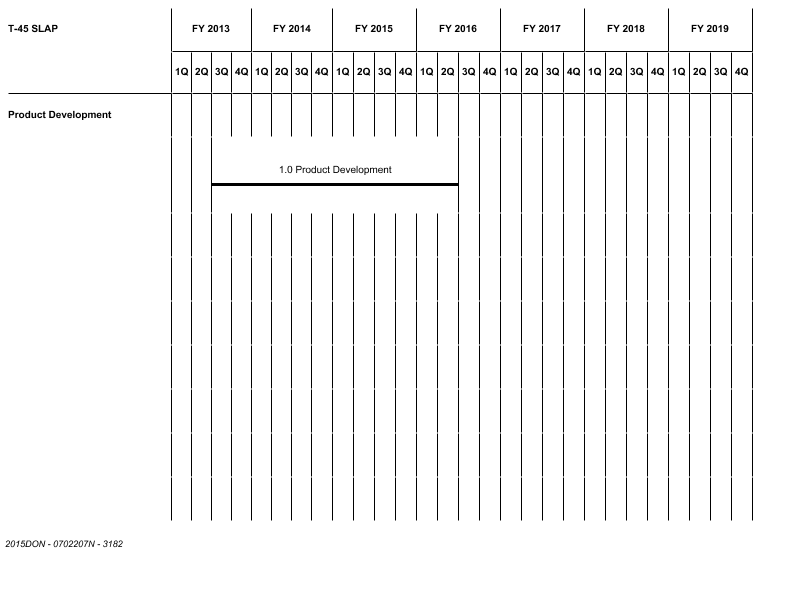 T-45 SLAP FY 2013 FY 2014 FY 2015 FY 2016 FY 2017 FY 2018 FY 2019
1Q 2Q 3Q 4Q 1Q 2Q 3Q 4Q 1Q 2Q 3Q 4Q 1Q 2Q 3Q 4Q 1Q 2Q 3Q 4Q 1Q 2Q 3Q 4Q 1Q 2Q 3Q 4Q
Product Development
1.0 Product Development
2015DON - 0702207N - 3182